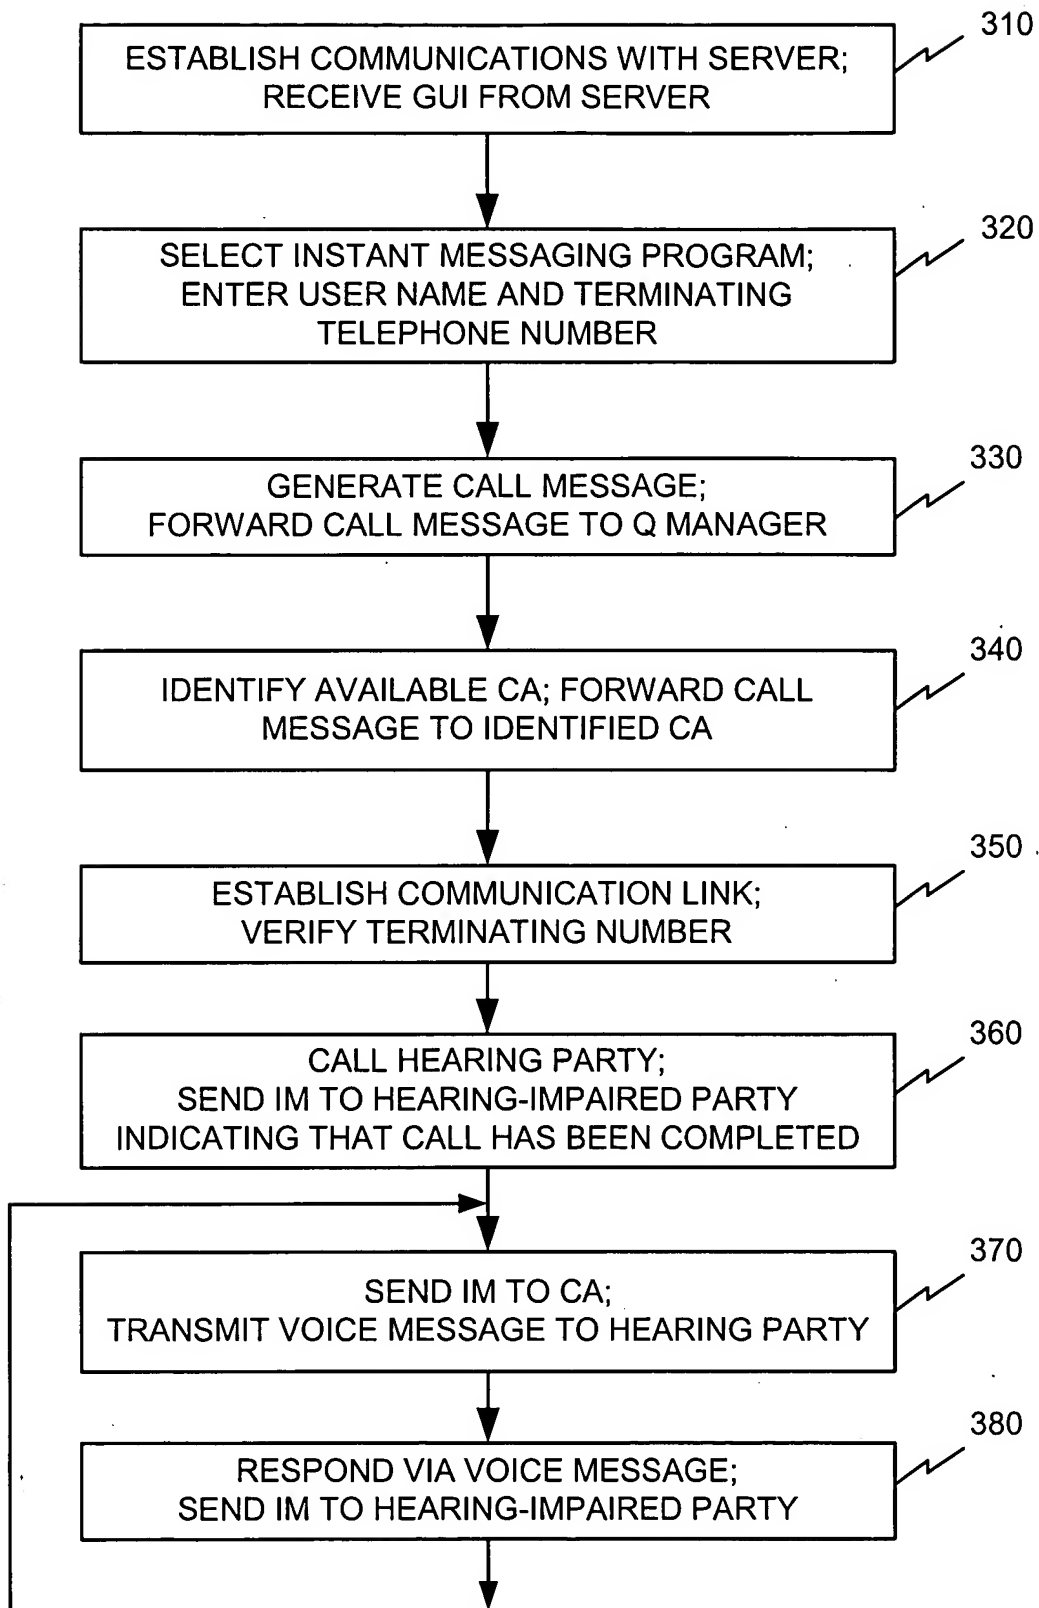 310
ESTABLISH COMMUNICATIONS WITH SERVER;
RECEIVE GUI FROM SERVER
320
SELECT INSTANT MESSAGING PROGRAM;
ENTER USER NAME AND TERMINATING
TELEPHONE NUMBER
330
GENERATE CALL MESSAGE;
FORWARD CALL MESSAGE TO Q MANAGER
340
IDENTIFY AVAILABLE CA; FORWARD CALL
MESSAGE TO IDENTIFIED CA
350
ESTABLISH COMMUNICATION LINK;
VERIFY TERMINATING NUMBER
360
CALL HEARING PARTY;
SEND IM TO HEARING-IMPAIRED PARTY
INDICATING THAT CALL HAS BEEN COMPLETED
370
SEND IM TO CA;
TRANSMIT VOICE MESSAGE TO HEARING PARTY
380
RESPOND VIA VOICE MESSAGE;
SEND IM TO HEARING-IMPAIRED PARTY